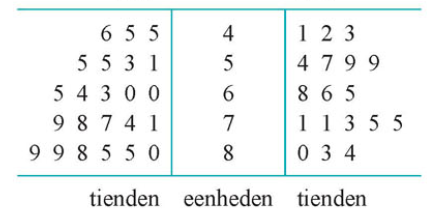 6 5 5 4 1 2 3
5 5 3 1 5 4 7 9 9
5 4 3 0 0 6 8 6 5
9 8 7 4 1 7 1 1 3 5 5
9 9 8 5 5 0 8 0 3 4
tienden eenheden tienden